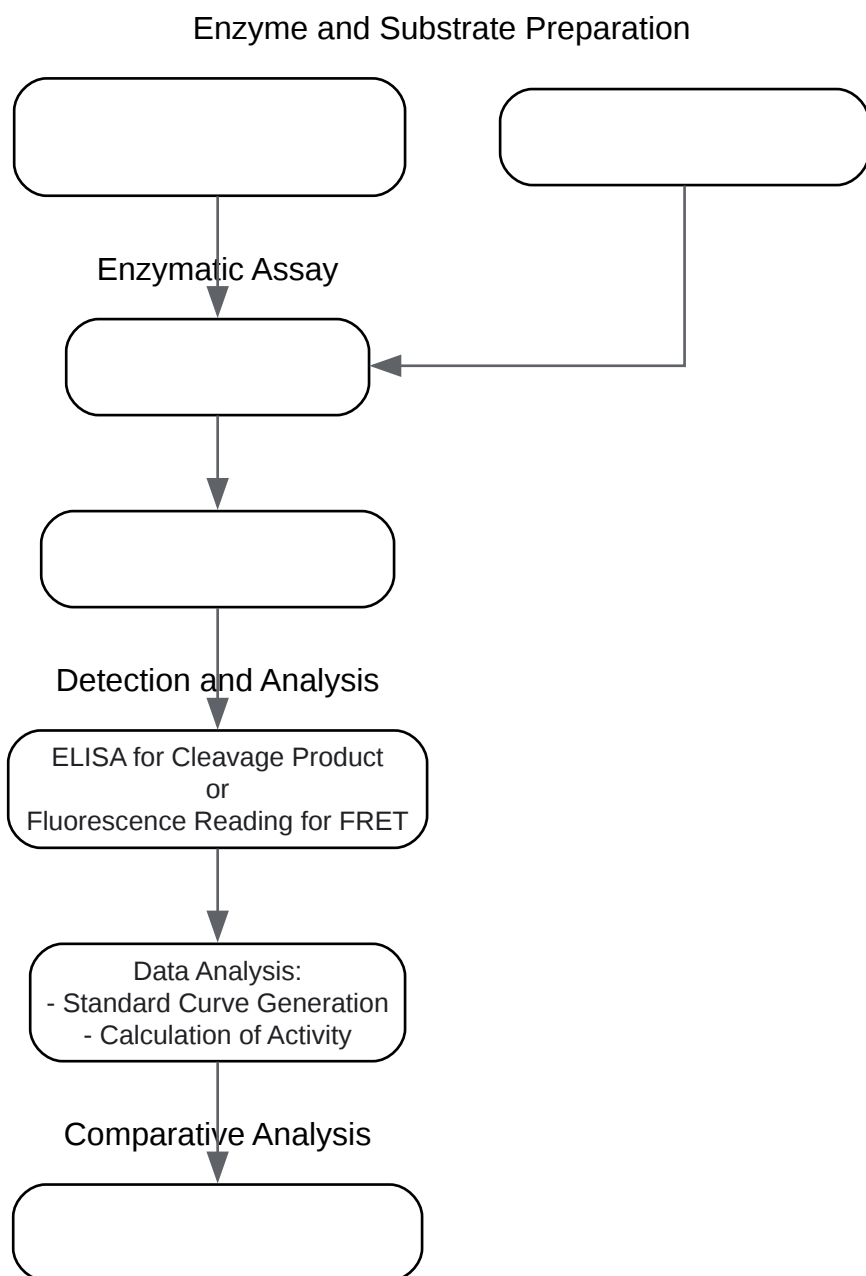 Enzyme and Substrate Preparation
Enzymatic Assay
Detection and Analysis
ELISA for Cleavage Product
or
Fluorescence Reading for FRET
Data Analysis:
- Standard Curve Generation
- Calculation of Activity
Comparative Analysis